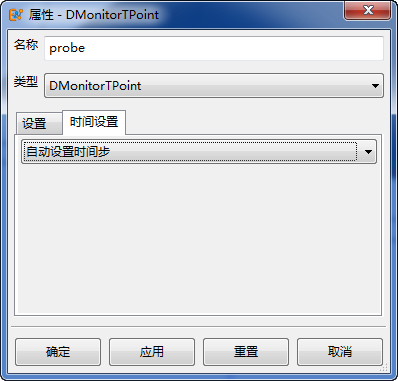 属性 - DMonitorTPoint
名称 probe
类型 DMonitorTPoint
设置 时间设置
自动设置时间步
确定 应用 重置 取消